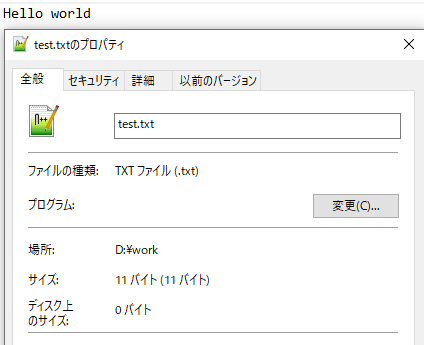 Hello world
test.txtのプロパティ
全般 セキュリティ 詳細 以前のバージョン
test.txt
ファイルの種類: TXT ファイル (.txt)
プログラム: 変更(C)...
場所: D:¥work
サイズ: 11 バイト (11 バイト)
ディスク上
のサイズ: 0 バイト